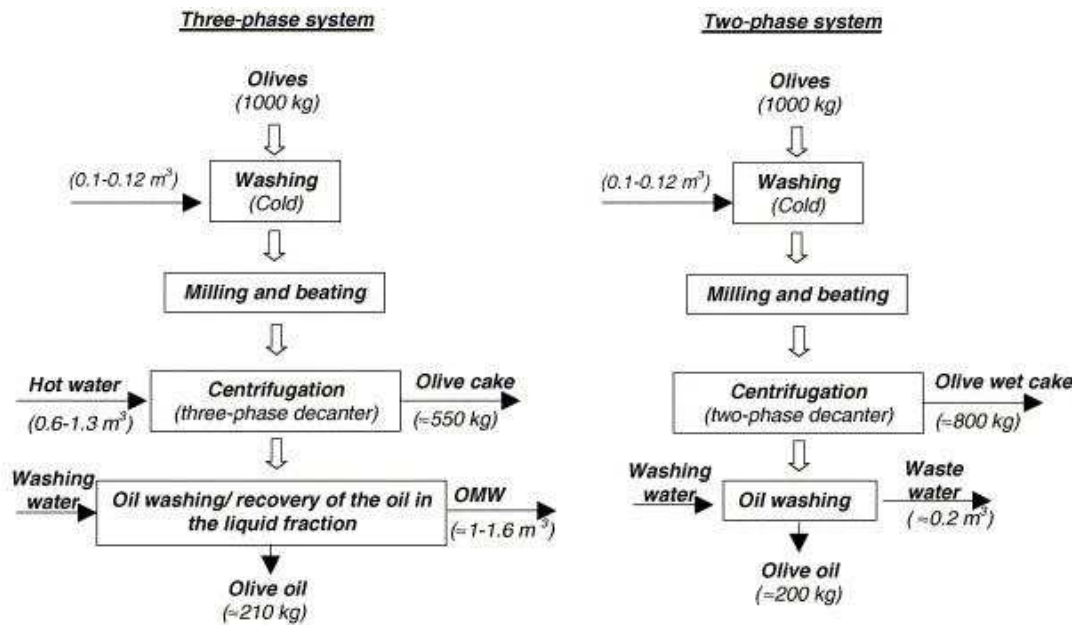 Three-phase system
Olives
(1000 kg)
(0.1-0.12 m³)
Washing
(Cold)
Milling and beating
Hot water
(0.6-1.3 m³)
Centrifugation
(three-phase decanter)
Olive cake
(≈550 kg)
Washing
water
Oil washing/ recovery of the oil in
the liquid fraction
OMW
(≈1-1.6 m³)
Olive oil
(≈210 kg)
Two-phase system
Olives
(1000 kg)
(0.1-0.12 m³)
Washing
(Cold)
Milling and beating
Centrifugation
(two-phase decanter)
Olive wet cake
(≈800 kg)
Washing
water
Oil washing
Waste
water
(≈0.2 m³)
Olive oil
(≈200 kg)